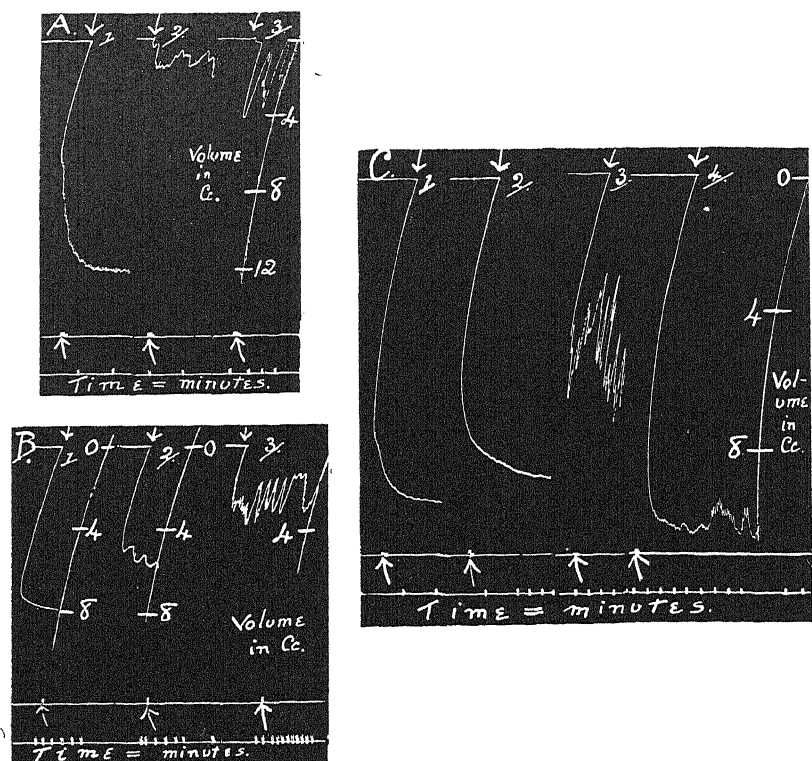 A. 1 2 3
4
Volume
in
Cc.
8
12
Time = minutes.
B. 1 0 2 0 3
4 4 4
8 8
Volume
in Cc.
Time = minutes.
C. 1 2 3 4 0
4
Vol-
ume
in
Cc.
8
Time = minutes.